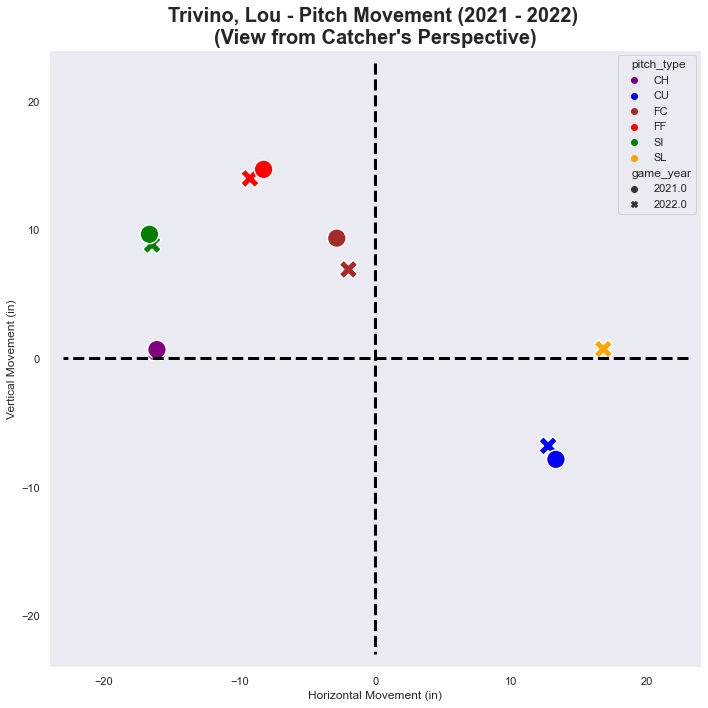 Trivino, Lou - Pitch Movement (2021 - 2022)
(View from Catcher's Perspective)
pitch_type
CH
CU
FC
FF
SI
SL
game_year
2021.0
2022.0
Vertical Movement (in)
20
10
0
−10
−20
−20
−10
0
10
20
Horizontal Movement (in)